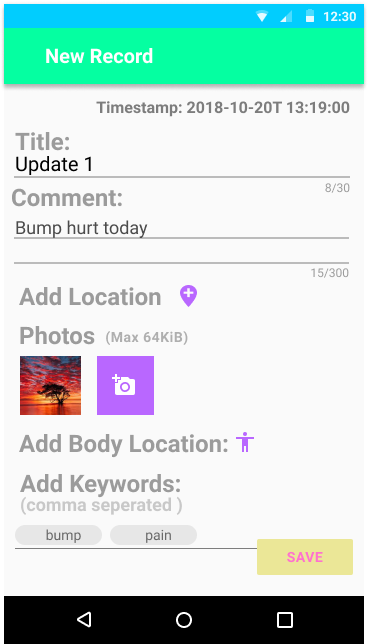 12:30
New Record
Timestamp: 2018-10-20T 13:19:00
Title:
Update 1
8/30
Comment:
Bump hurt today
15/300
Add Location
Photos (Max 64KiB)
Add Body Location:
Add Keywords:
(comma seperated )
bump pain
SAVE